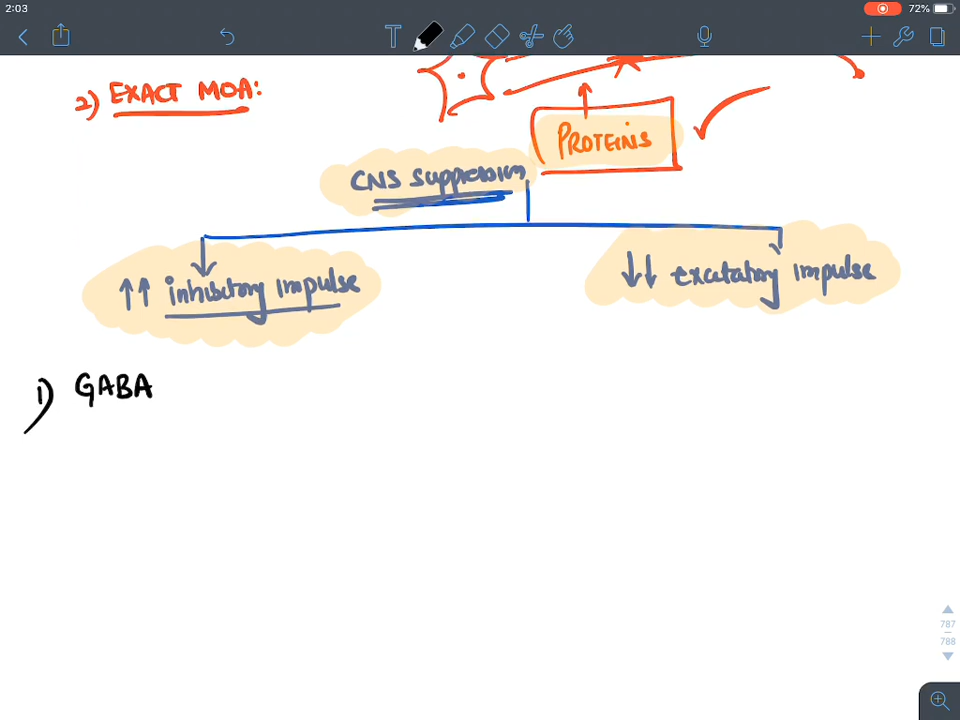 2:03
72%
T
2) EXACT MOA:
PROTEINS
CNS suppression
↑↑ inhibitory impulse
↓↓ excitatory impulse
1) GABA
787
788